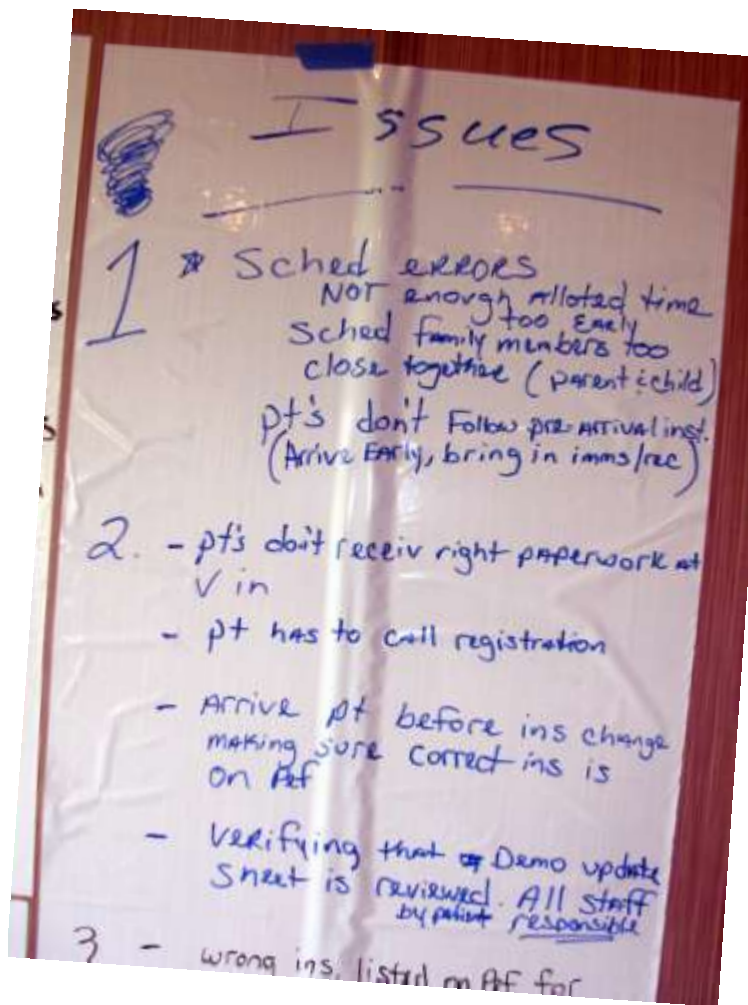 Issues
1 * Sched errors
NOT enough Alloted time
too Early
Sched family members too
close together (parent & child)
pt's don't Follow pre-arrival inst.
(Arrive Early, bring in imms/rec)
2. - pt's don't receiv right paperwork at
√ in
- pt has to call registration
- Arrive pt before ins change
making sure correct ins is
on Pef
- verifying that Demo update
Sheet is reviewed. All staff
by patient responsible
3 - wrong ins. listed on Pef for